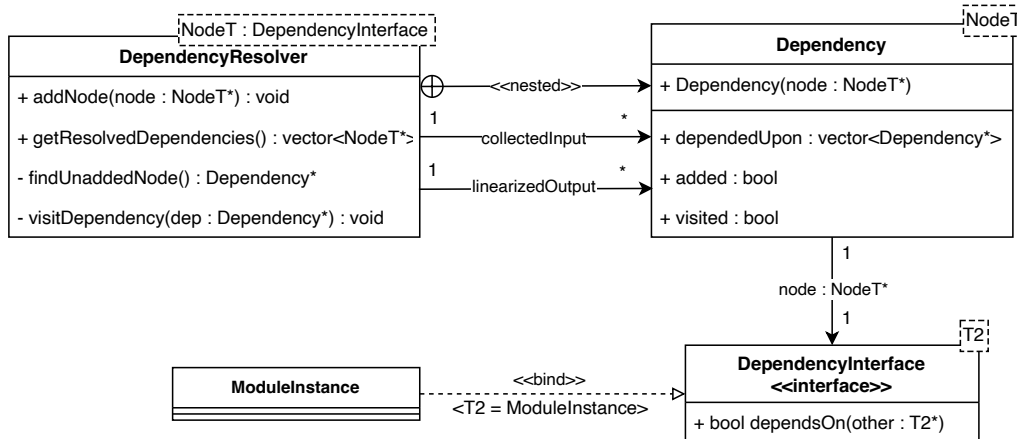 NodeT : DependencyInterface
DependencyResolver
+ addNode(node : NodeT*) : void
+ getResolvedDependencies() : vector<NodeT*>
- findUnaddedNode() : Dependency*
- visitDependency(dep : Dependency*) : void
<<nested>>
1
collectedInput
*
1
linearizedOutput
*
NodeT
Dependency
+ Dependency(node : NodeT*)
+ dependedUpon : vector<Dependency*>
+ added : bool
+ visited : bool
1
node : NodeT*
1
T2
DependencyInterface
<<interface>>
+ bool dependsOn(other : T2*)
ModuleInstance
<<bind>>
<T2 = ModuleInstance>